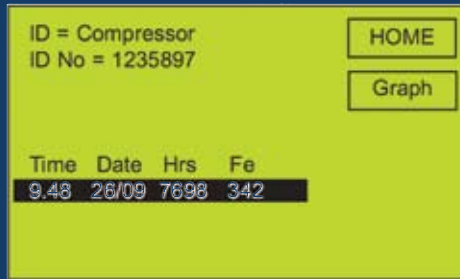 ID = Compressor
ID No = 1235897
HOME
Graph
Time Date Hrs Fe
9.48 26/09 7698 342